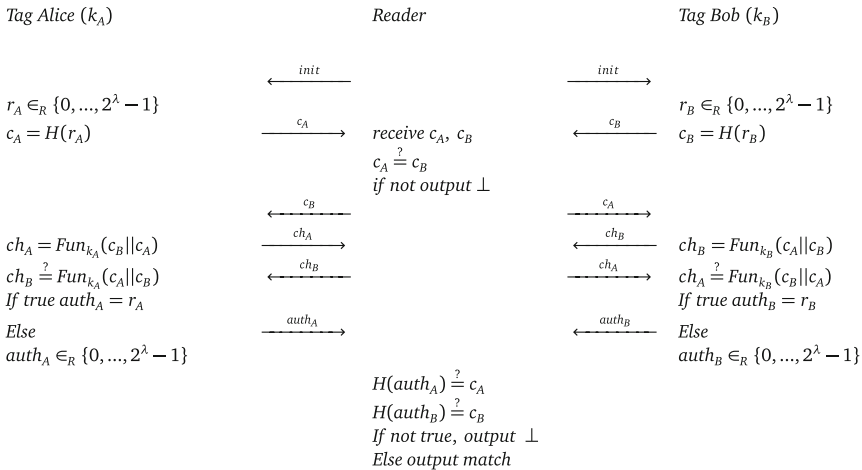 Tag Alice (k_A) Reader Tag Bob (k_B)
init init
r_A ∈_R {0, ..., 2^λ − 1} r_B ∈_R {0, ..., 2^λ − 1}
c_A = H(r_A) c_A receive c_A, c_B c_B c_B = H(r_B)
c_A ≟ c_B
if not output ⊥
c_B c_A
ch_A = Fun_{k_A}(c_B||c_A) ch_A ch_B ch_B = Fun_{k_B}(c_A||c_B)
ch_B ≟ Fun_{k_A}(c_A||c_B) ch_B ch_A ch_A ≟ Fun_{k_B}(c_B||c_A)
If true auth_A = r_A If true auth_B = r_B
Else auth_A auth_B Else
auth_A ∈_R {0, ..., 2^λ − 1} auth_B ∈_R {0, ..., 2^λ − 1}
H(auth_A) ≟ c_A
H(auth_B) ≟ c_B
If not true, output ⊥
Else output match